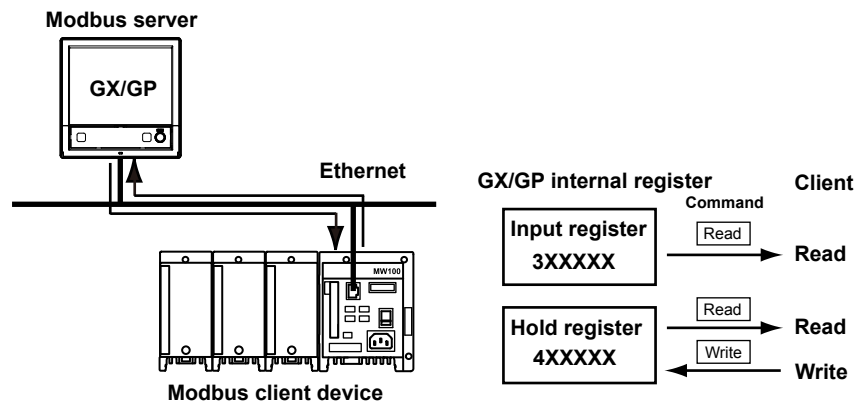 Modbus server
GX/GP
Ethernet
MW100
Modbus client device
GX/GP internal register
Client
Command
Input register
3XXXXX
Read
Read
Hold register
4XXXXX
Read
Read
Write
Write